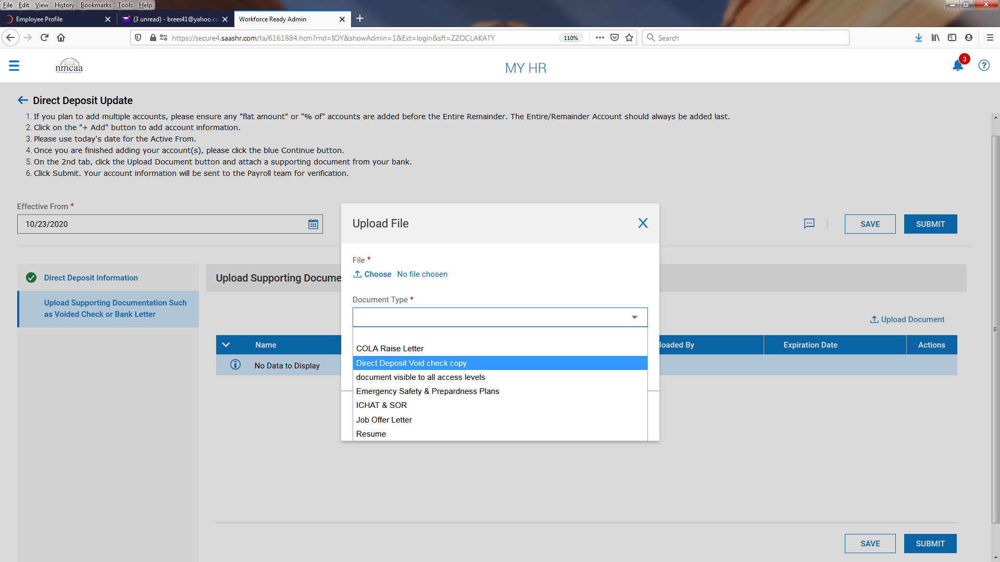 File Edit View History Bookmarks Tools Help
Employee Profile
(3 unread) - brees41@yahoo.co
Workforce Ready Admin
https://secure4.saashr.com/ta/6161884.hcm?rnd=IOY&showAdmin=1&Ext=login&sft=ZZOCLAKATY
110%
Search
nmcaa
MY HR
3
Direct Deposit Update
1. If you plan to add multiple accounts, please ensure any "flat amount" or "% of" accounts are added before the Entire Remainder. The Entire/Remainder Account should always be added last.
2. Click on the "+ Add" button to add account information.
3. Please use today's date for the Active From.
4. Once you are finished adding your account(s), please click the blue Continue button.
5. On the 2nd tab, click the Upload Document button and attach a supporting document from your bank.
6. Click Submit. Your account information will be sent to the Payroll team for verification.
Effective From *
10/23/2020
SAVE
SUBMIT
Direct Deposit Information
Upload Supporting Documentation Such
as Voided Check or Bank Letter
Upload Supporting Docume
Upload Document
Name
loaded By
Expiration Date
Actions
No Data to Display
Upload File
X
File *
Choose No file chosen
Document Type *
COLA Raise Letter
Direct Deposit Void check copy
document visible to all access levels
Emergency Safety & Prepardness Plans
ICHAT & SOR
Job Offer Letter
Resume
SAVE
SUBMIT